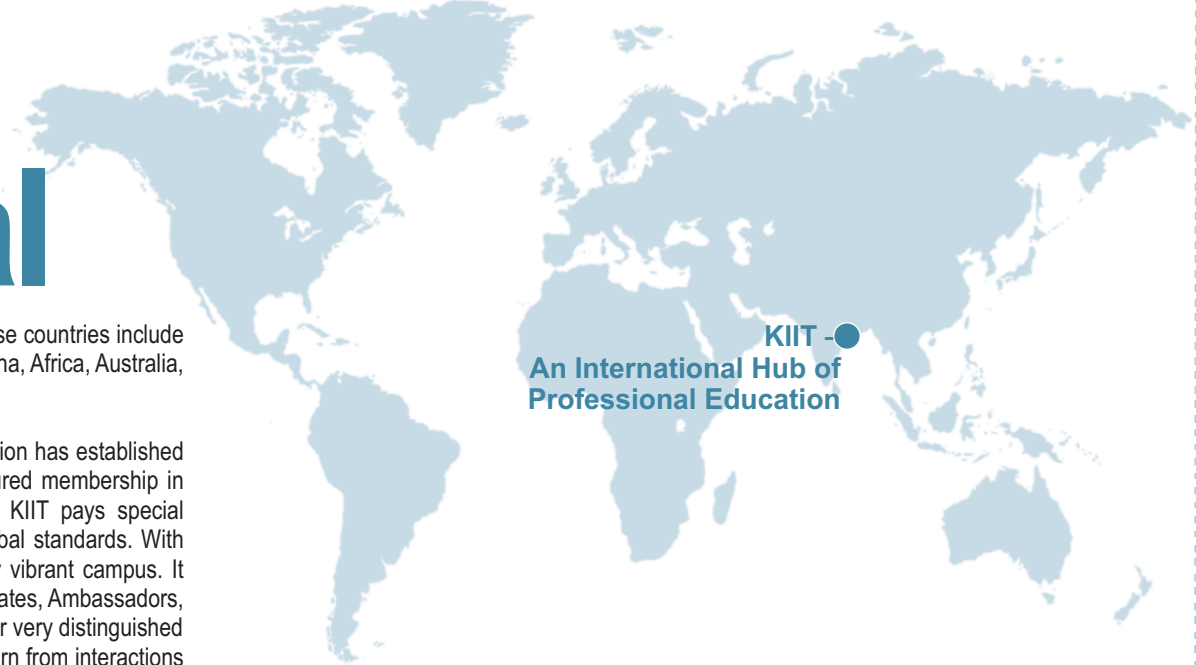 al
se countries include
na, Africa, Australia,
KIIT -
An International Hub of
Professional Education
tion has established
ured membership in
KIIT pays special
bal standards. With
vibrant campus. It
ates, Ambassadors,
r very distinguished
rn from interactions